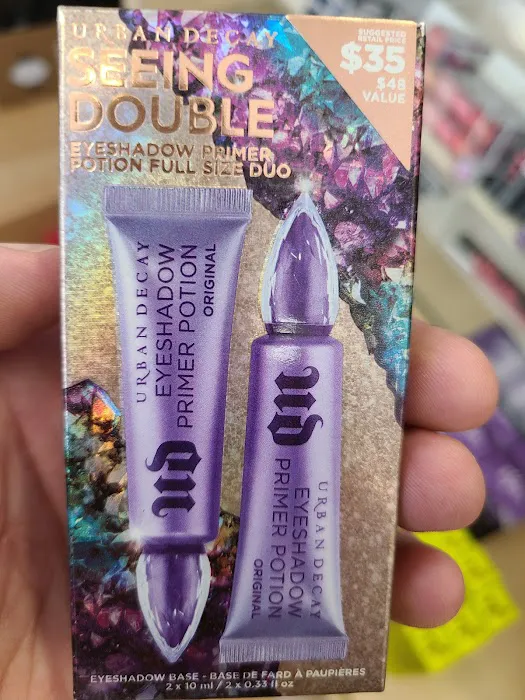 URBAN DECAY
SEEING
DOUBLE
EYESHADOW PRIMER
POTION FULL SIZE DUO
SUGGESTED
RETAIL PRICE
$35
$48
VALUE
URBAN DECAY
EYESHADOW
PRIMER POTION
ORIGINAL
ud
ud
URBAN DECAY
EYESHADOW
PRIMER POTION
ORIGINAL
EYESHADOW BASE - BASE DE FARD À PAUPIÈRES
2 x 10 ml / 2 x 0.33 fl oz